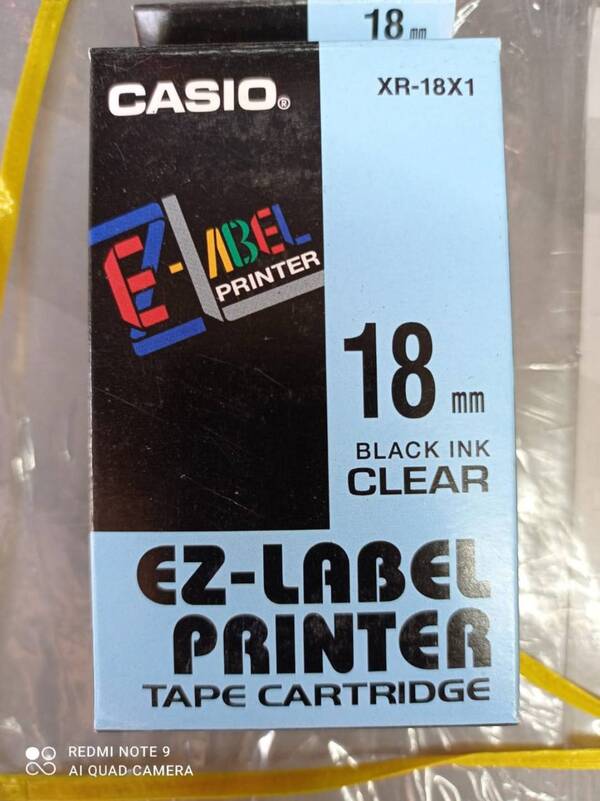 18 mm
CASIO®
XR-18X1
EZ-LABEL
PRINTER
18 mm
BLACK INK
CLEAR
EZ-LABEL
PRINTER
TAPE CARTRIDGE
REDMI NOTE 9
AI QUAD CAMERA